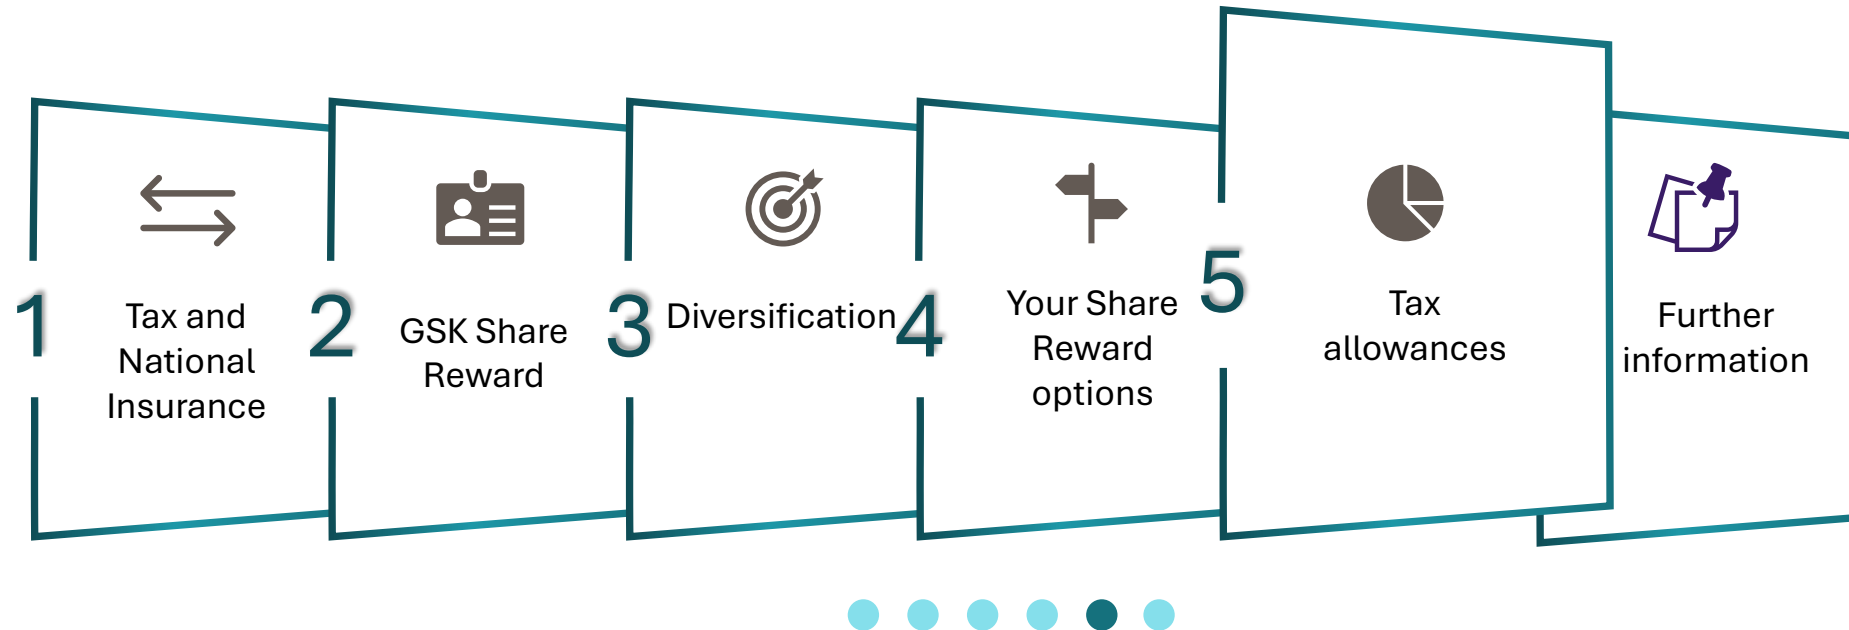 1
Tax and
National
Insurance
2
GSK Share
Reward
3
Diversification
4
Your Share
Reward
options
5
Tax
allowances
Further
information